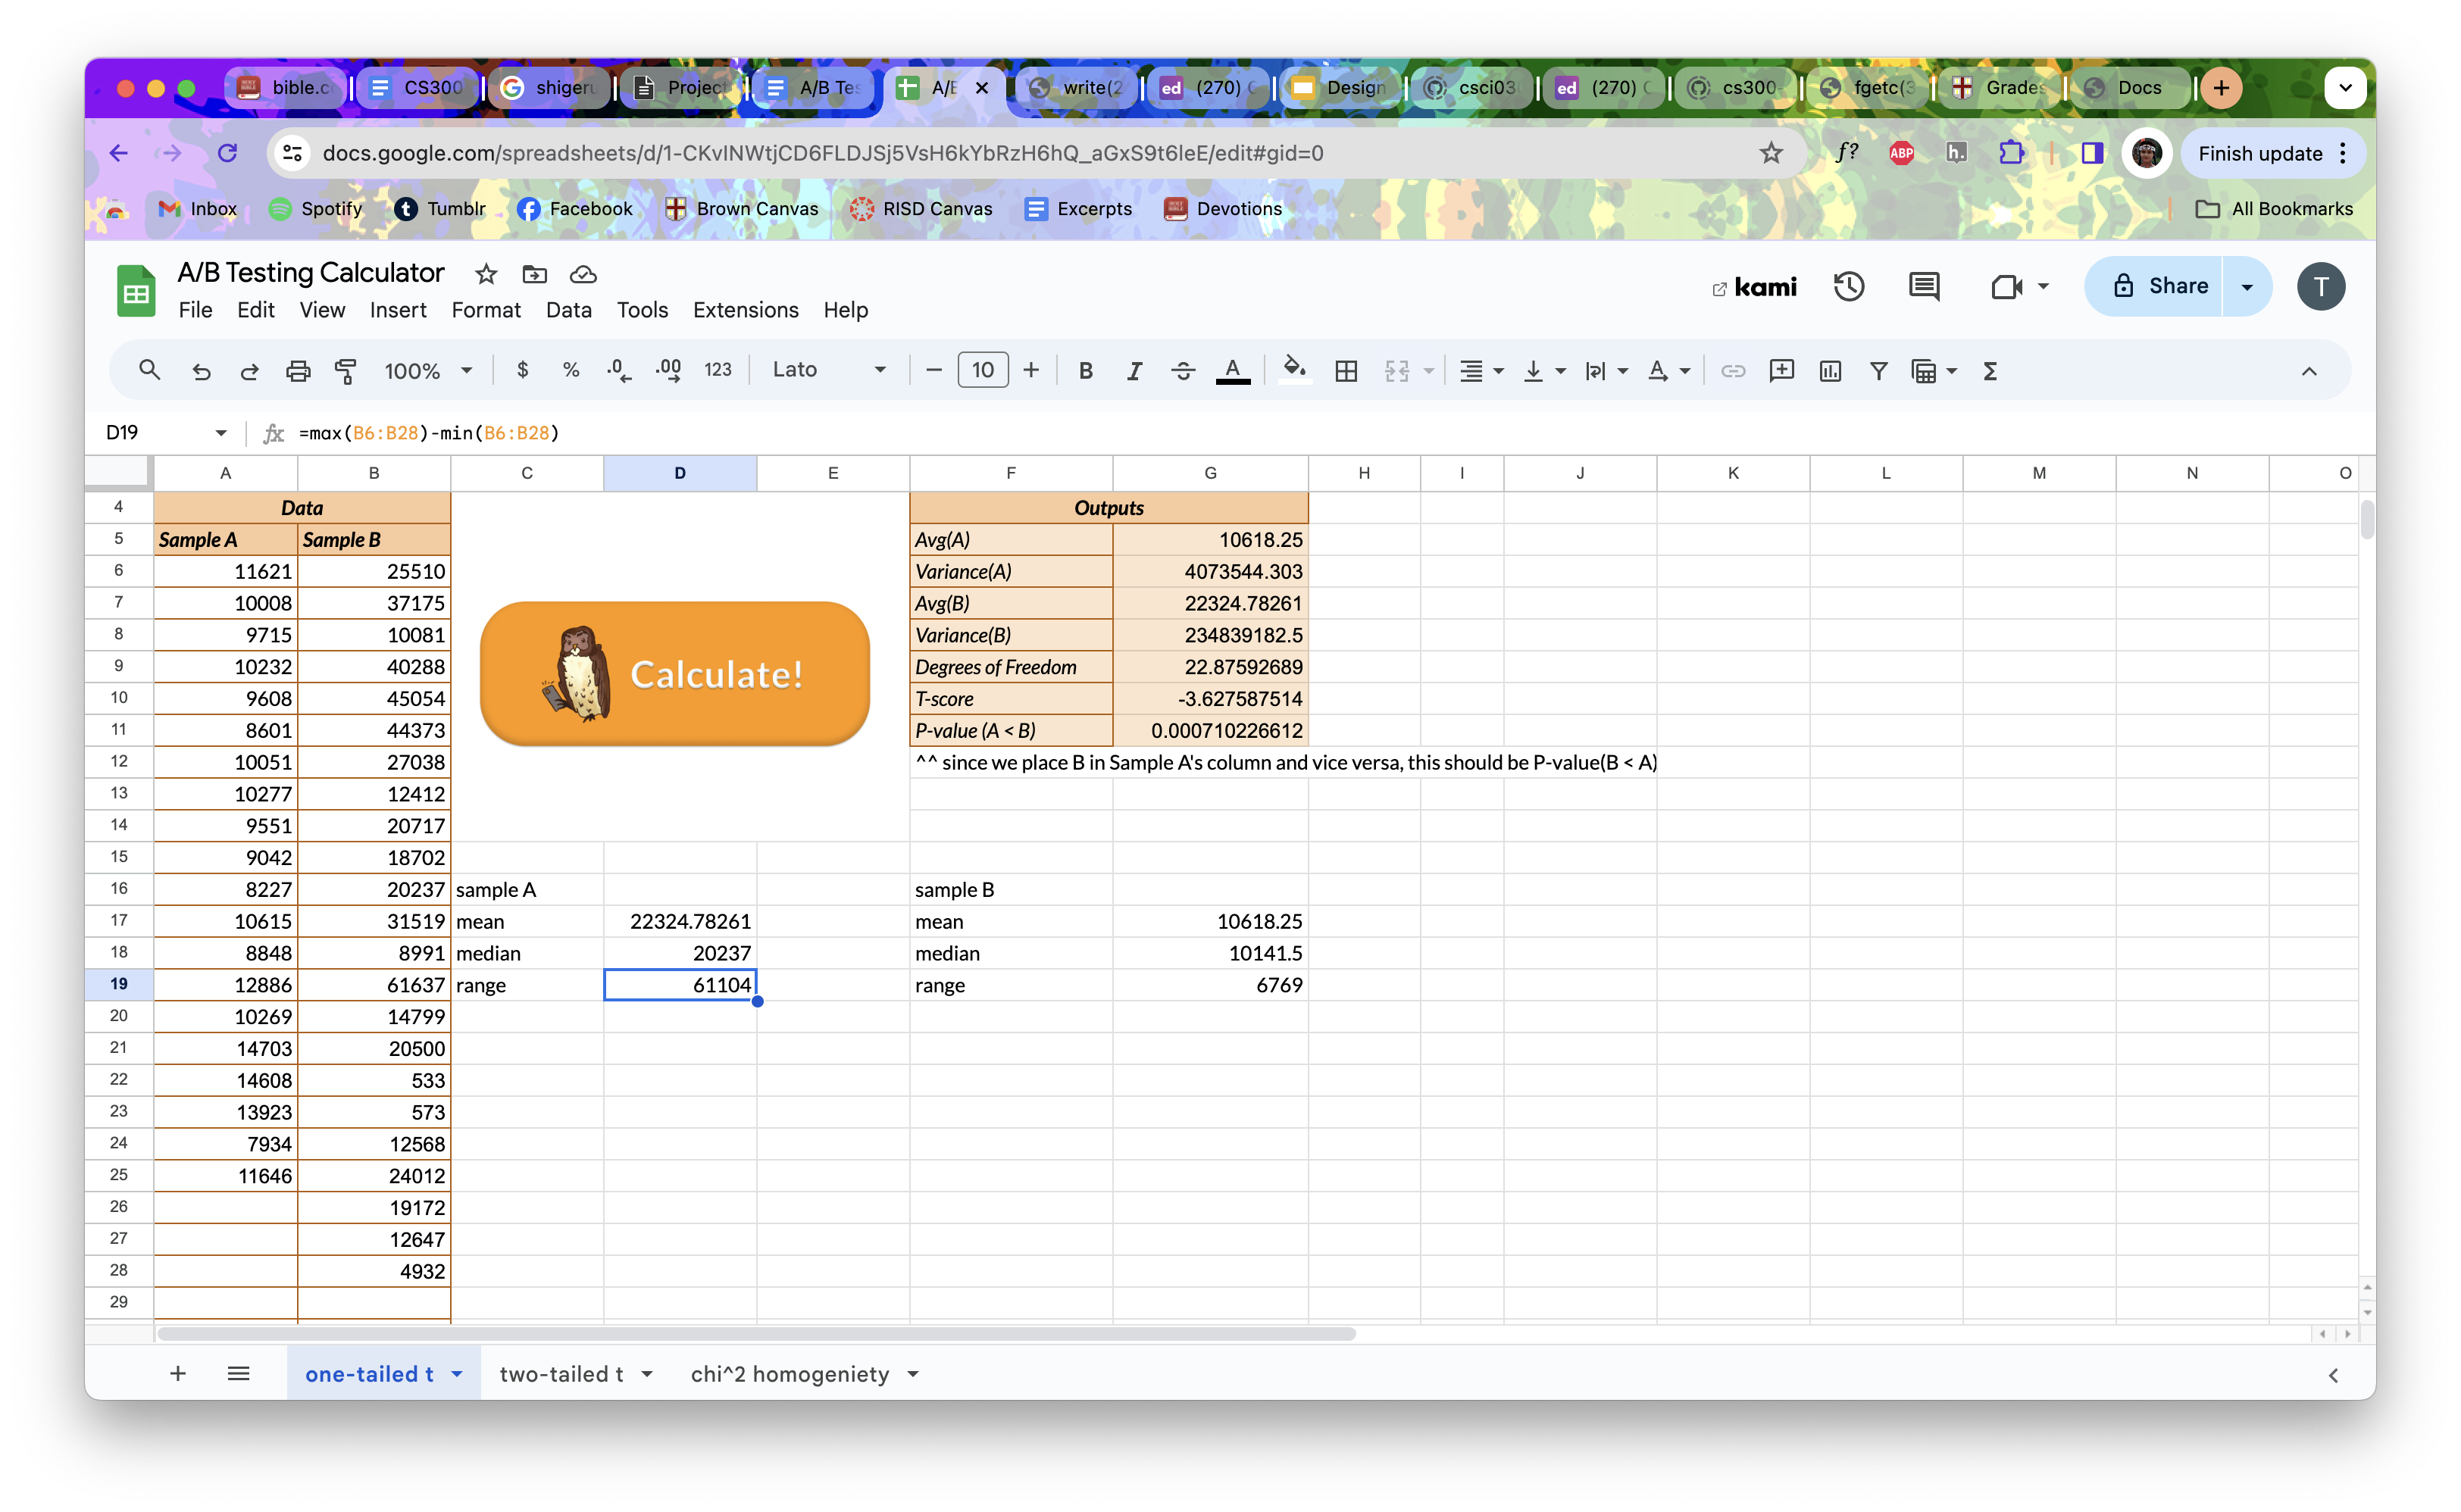 bible.c CS300 shigeru Project A/B Tes A/B write(2 ed (270) C Design csci03 ed (270) C cs300- fgetc(3 Grades Docs
docs.google.com/spreadsheets/d/1-CKvINWtjCD6FLDJSj5VsH6kYbRzH6hQ_aGxS9t6leE/edit#gid=0 f? ABP h. Finish update
Inbox Spotify Tumblr Facebook Brown Canvas RISD Canvas Excerpts Devotions All Bookmarks
A/B Testing Calculator
kami Share T
File Edit View Insert Format Data Tools Extensions Help
100% $ % .0 .00 123 Lato 10 B I A
D19 fx =max(B6:B28)-min(B6:B28)
A B C D E F G H I J K L M N O
4 Data Outputs
5 Sample A Sample B Avg(A) 10618.25
6 11621 25510 Variance(A) 4073544.303
7 10008 37175 Avg(B) 22324.78261
8 9715 10081 Variance(B) 234839182.5
9 10232 40288 Degrees of Freedom 22.87592689
10 9608 45054 T-score -3.627587514
11 8601 44373 P-value (A < B) 0.000710226612
Calculate!
12 10051 27038 ^^ since we place B in Sample A's column and vice versa, this should be P-value(B < A)
13 10277 12412
14 9551 20717
15 9042 18702
16 8227 20237 sample A sample B
17 10615 31519 mean 22324.78261 mean 10618.25
18 8848 8991 median 20237 median 10141.5
19 12886 61637 range 61104 range 6769
20 10269 14799
21 14703 20500
22 14608 533
23 13923 573
24 7934 12568
25 11646 24012
26 19172
27 12647
28 4932
29
one-tailed t two-tailed t chi^2 homogeniety